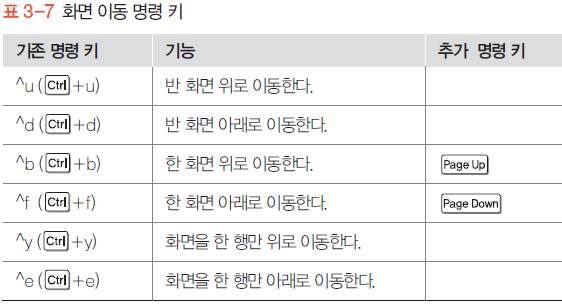 표 3-7 화면 이동 명령 키
기존 명령 키 기능 추가 명령 키
^u (Ctrl+u) 반 화면 위로 이동한다.
^d (Ctrl+d) 반 화면 아래로 이동한다.
^b (Ctrl+b) 한 화면 위로 이동한다. Page Up
^f (Ctrl+f) 한 화면 아래로 이동한다. Page Down
^y (Ctrl+y) 화면을 한 행만 위로 이동한다.
^e (Ctrl+e) 화면을 한 행만 아래로 이동한다.